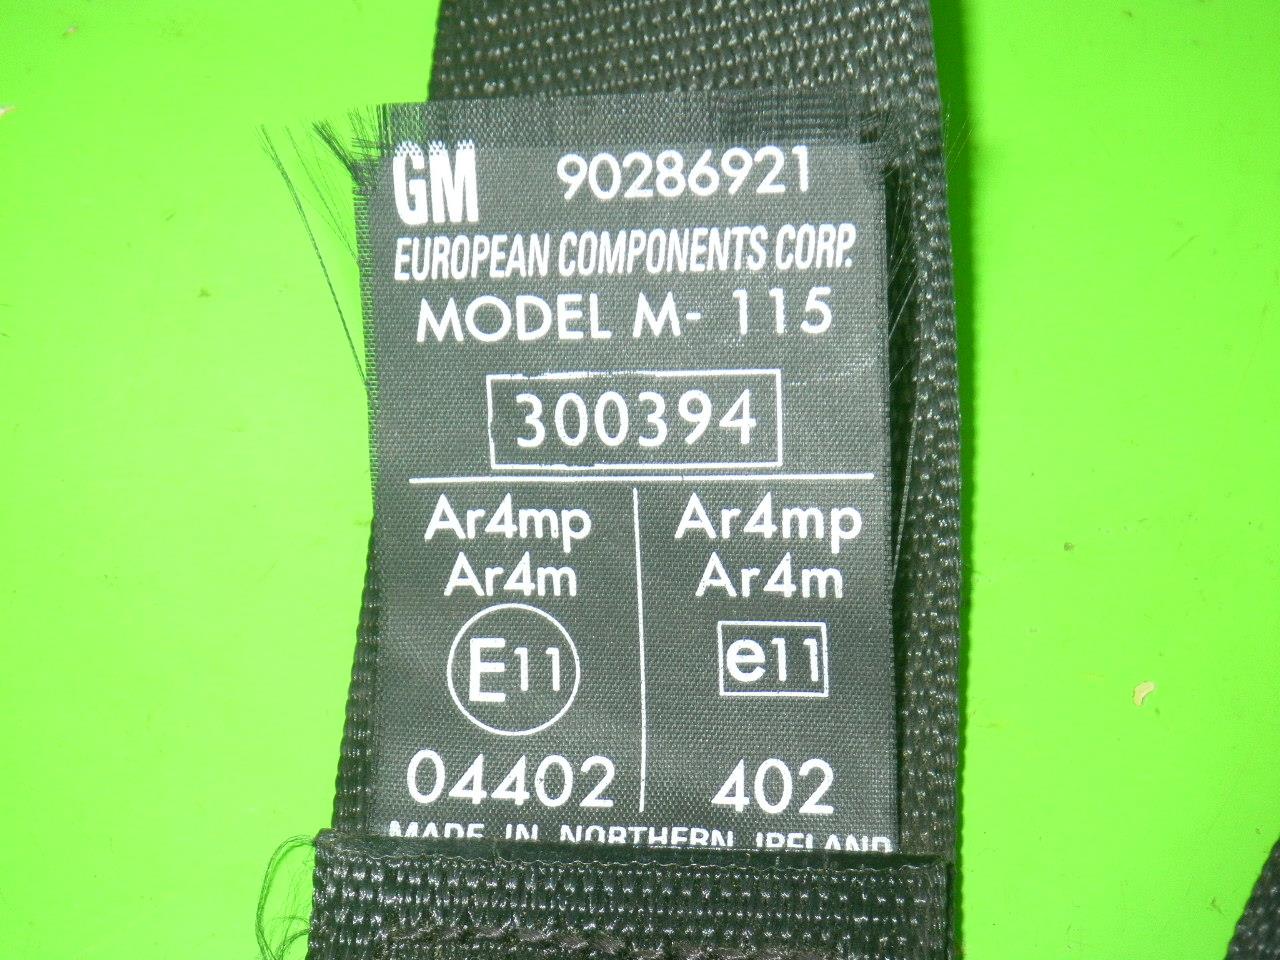 GM 90286921
EUROPEAN COMPONENTS CORP.
MODEL M- 115
300394
Ar4mp
Ar4m
E11
04402
Ar4mp
Ar4m
e11
402
MADE IN NORTHERN IRELAND